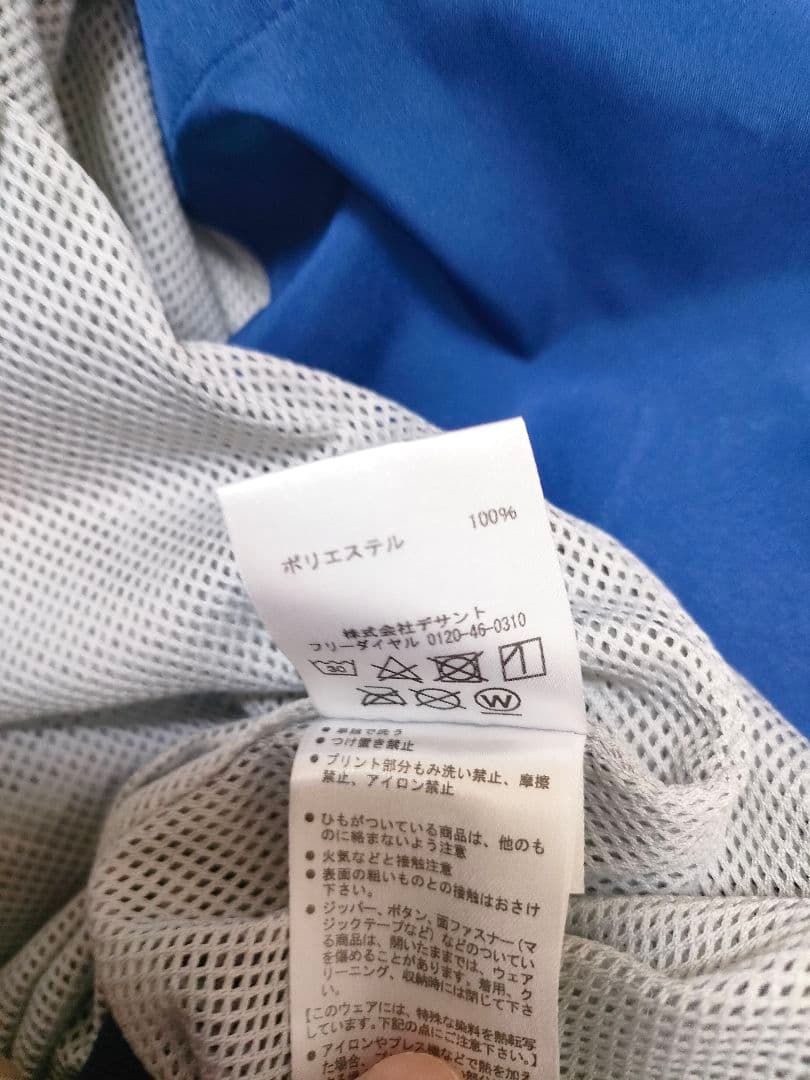 ポリエステル 100%
株式会社デサント
フリーダイヤル 0120-46-0310
30
W
● 単独で洗う
● つけ置き禁止
● プリント部分もみ洗い禁止、摩擦
禁止、アイロン禁止
● ひもがついている商品は、他のも
のに絡まないよう注意
● 火気などと接触注意
● 表面の粗いものとの接触はおさけ
下さい。
● ジッパー、ボタン、面ファスナー（マ
ジックテープなど）などのついてい
る商品は、開いたままでは、ウェア
を傷めることがあります。着用、ク
リーニング、収納時には閉じて下さ
い。
【このウェアには、特殊な染料を熱転写
しています。下記の点にご注意下さい。】
● アイロンやプレス機などで熱を加え
た場合、